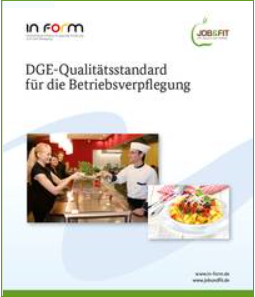 IN FORM
JOB&FIT
DGE-Qualitätsstandard
für die Betriebsverpflegung
www.in-form.de
www.jobundfit.de